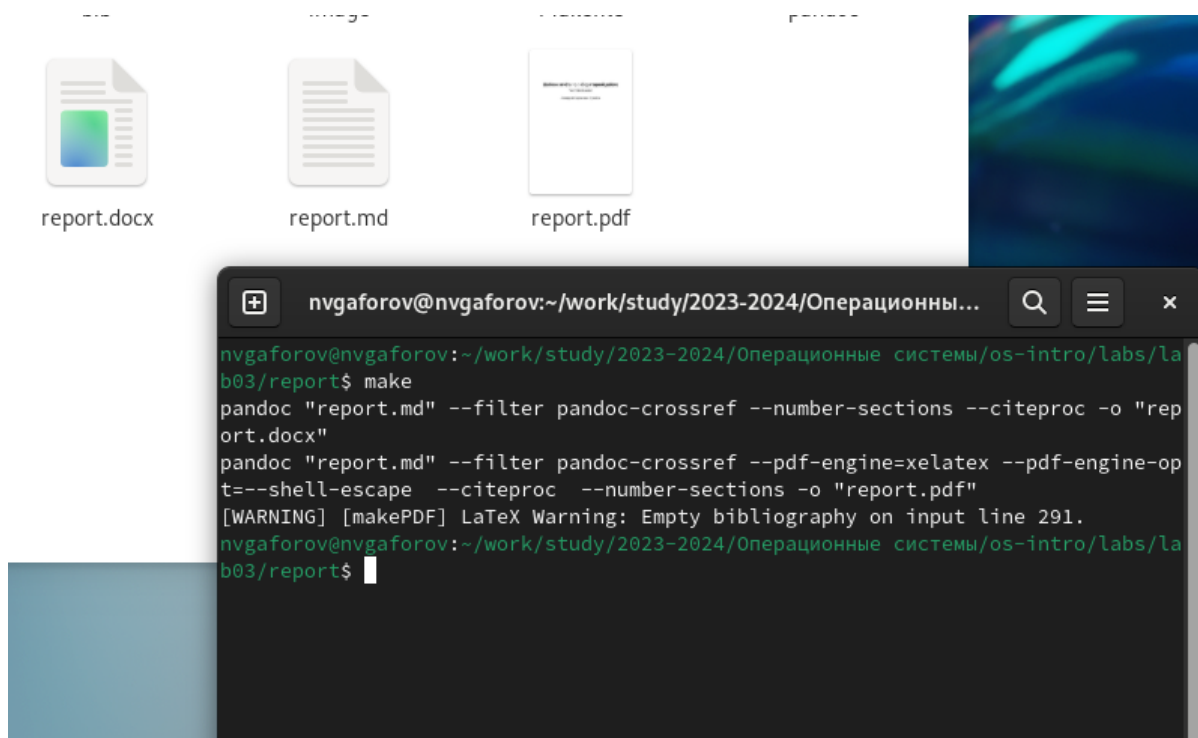 report.docx report.md report.pdf
nvgaforov@nvgaforov:~/work/study/2023-2024/Операционны...
nvgaforov@nvgaforov:~/work/study/2023-2024/Операционные системы/os-intro/labs/la
b03/report$ make
pandoc "report.md" --filter pandoc-crossref --number-sections --citeproc -o "rep
ort.docx"
pandoc "report.md" --filter pandoc-crossref --pdf-engine=xelatex --pdf-engine-op
t=--shell-escape  --citeproc  --number-sections -o "report.pdf"
[WARNING] [makePDF] LaTeX Warning: Empty bibliography on input line 291.
nvgaforov@nvgaforov:~/work/study/2023-2024/Операционные системы/os-intro/labs/la
b03/report$